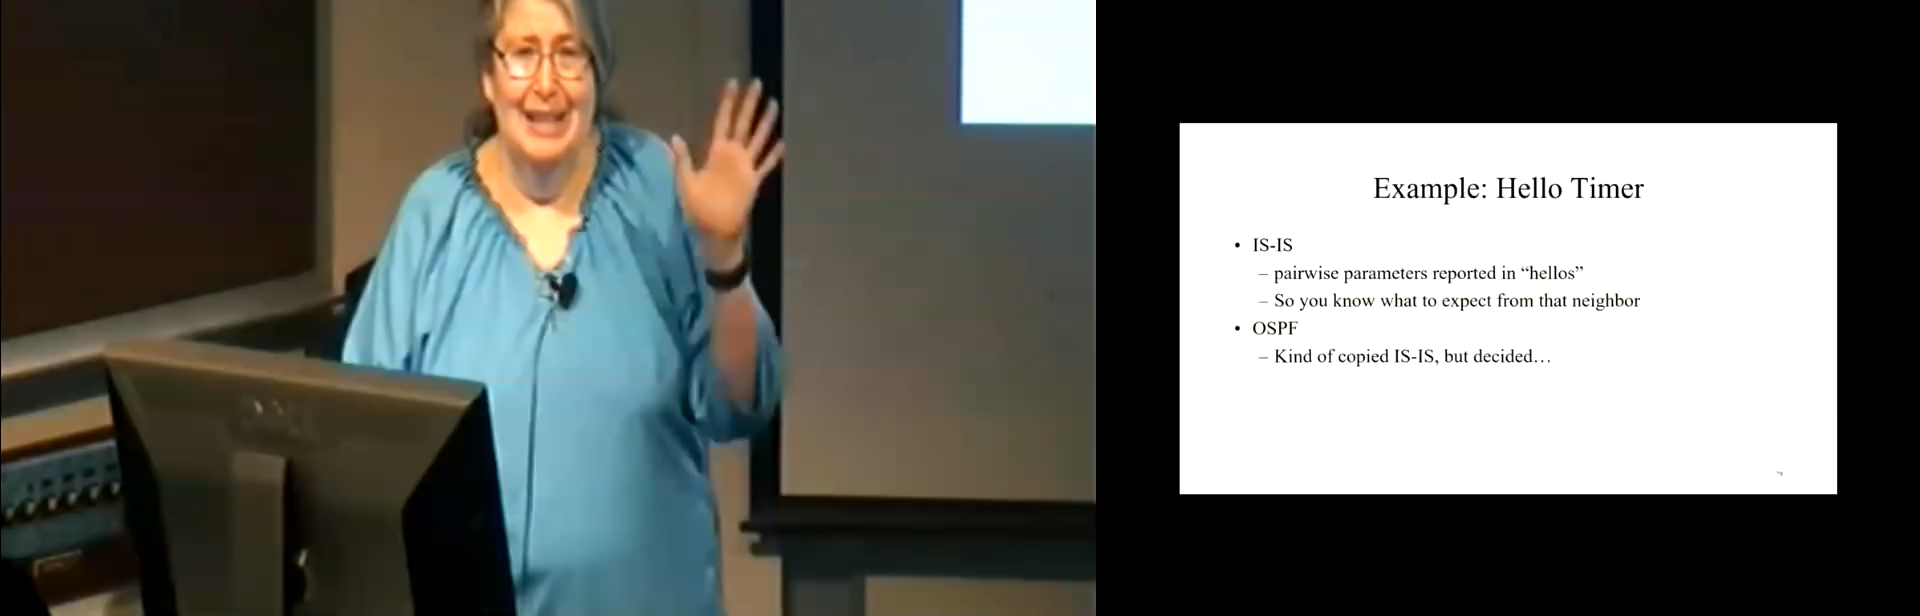 Example: Hello Timer
• IS-IS
– pairwise parameters reported in “hellos”
– So you know what to expect from that neighbor
• OSPF
– Kind of copied IS-IS, but decided…